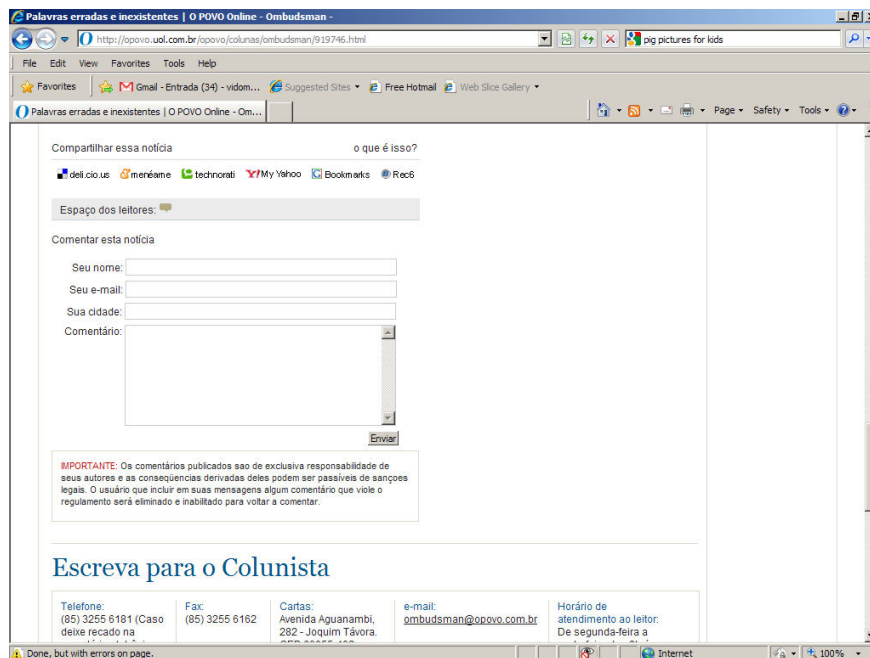 Palavras erradas e inexistentes | O POVO Online - Ombudsman -
http://opovo.uol.com.br/opovo/colunas/ombudsman/919746.html
pig pictures for kids
File Edit View Favorites Tools Help
Favorites Gmail - Entrada (34) - vidom... Suggested Sites Free Hotmail Web Slice Gallery
Palavras erradas e inexistentes | O POVO Online - Om...
Page Safety Tools
Compartilhar essa notícia o que é isso?
del.icio.us menéame technorati My Yahoo Bookmarks Rec6
Espaço dos leitores:
Comentar esta notícia
Seu nome:
Seu e-mail:
Sua cidade:
Comentário:
Enviar
IMPORTANTE: Os comentários publicados sao de exclusiva responsabilidade de
seus autores e as conseqüencias derivadas deles podem ser passíveis de sançoes
legais. O usuário que incluir em suas mensagens algum comentário que viole o
regulamento será eliminado e inabilitado para voltar a comentar.
Escreva para o Colunista
Telefone: Fax: Cartas: e-mail: Horário de
(85) 3255 6181 (Caso (85) 3255 6162 Avenida Aguanambi, ombudsman@opovo.com.br atendimento ao leitor:
deixe recado na 282 - Joquim Távora. De segunda-feira a
Done, but with errors on page. Internet 100%